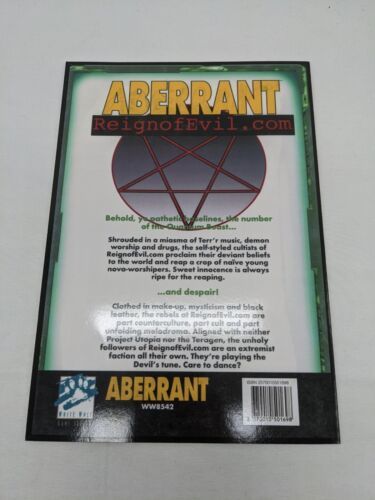 ABERRANT
ReignofEvil.com
Behold, ye pathetic baselines, the number
of the Quantum Beast...
Shrouded in a miasma of Terr'r music, demon
worship and drugs, the self-styled cultists of
ReignofEvil.com proclaim their deviant beliefs
to the world and reap a crop of naïve young
nova-worshipers. Sweet innocence is always
ripe for the reaping.
...and despair!
Clothed in make-up, mysticism and black
leather, the rebels at ReignofEvil.com are
part counterculture, part cult and part
unfolding melodrama. Aligned with neither
Project Utopia nor the Teragen, the unholy
followers of ReignofEvil.com are an extremist
faction all their own. They're playing the
Devil's tune. Care to dance?
WHITE WOLF
ABERRANT
WW8542